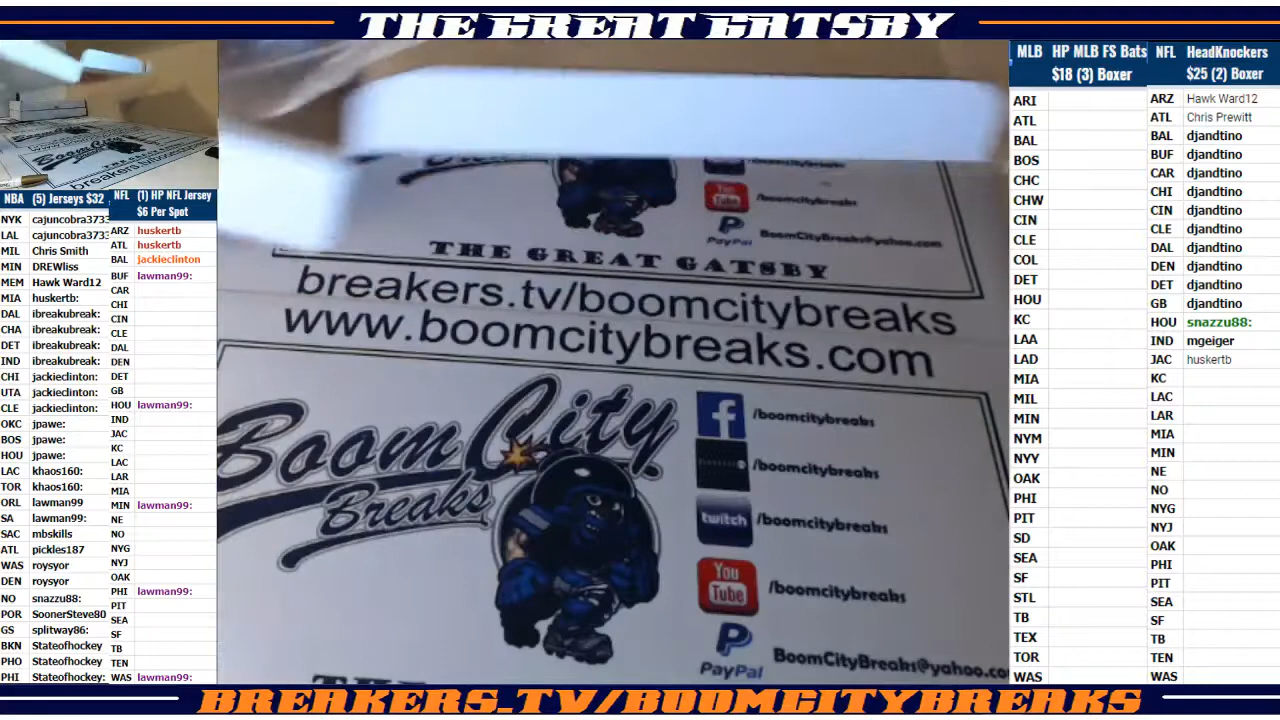 THE GREAT GATSBY
NBA (5) Jerseys $32
NYK cajuncobra3733
LAL cajuncobra3733
MIL Chris Smith
MIN DREWliss
MEM Hawk Ward12
MIA huskertb:
DAL ibreakubreak:
CHA ibreakubreak:
DET ibreakubreak:
IND ibreakubreak:
CHI jackieclinton:
UTA jackieclinton:
CLE jackieclinton:
OKC jpawe:
BOS jpawe:
HOU jpawe:
LAC khaos160:
TOR khaos160:
ORL lawman99
SA lawman99:
SAC mbskills
ATL pickles187
WAS roysyor
DEN roysyor
NO snazzu88:
POR SoonerSteve80
GS splitway86:
BKN Stateofhockey
PHO Stateofhockey
PHI Stateofhockey:
NFL (1) HP NFL Jersey
$6 Per Spot
ARZ huskertb
ATL huskertb
BAL jackieclinton
BUF lawman99:
CAR
CHI
CIN
CLE
DAL
DEN
DET
GB
HOU lawman99:
IND
JAC
KC
LAC
LAR
MIA
MIN lawman99:
NE
NO
NYG
NYJ
OAK
PHI lawman99:
PIT
SEA
SF
TB
TEN
WAS lawman99:
You Tube /boomcitybreaks
PayPal BoomCityBreaks@yahoo.com
THE GREAT GATSBY
breakers.tv/boomcitybreaks
www.boomcitybreaks.com
Boom City
Breaks
f /boomcitybreaks
/boomcitybreaks
twitch /boomcitybreaks
You Tube /boomcitybreaks
PayPal BoomCityBreaks@yahoo.co
MLB HP MLB FS Bats
$18 (3) Boxer
ARI
ATL
BAL
BOS
CHC
CHW
CIN
CLE
COL
DET
HOU
KC
LAA
LAD
MIA
MIL
MIN
NYM
NYY
OAK
PHI
PIT
SD
SEA
SF
STL
TB
TEX
TOR
WAS
NFL HeadKnockers
$25 (2) Boxer
ARZ Hawk Ward12
ATL Chris Prewitt
BAL djandtino
BUF djandtino
CAR djandtino
CHI djandtino
CIN djandtino
CLE djandtino
DAL djandtino
DEN djandtino
DET djandtino
GB djandtino
HOU snazzu88:
IND mgeiger
JAC huskertb
KC
LAC
LAR
MIA
MIN
NE
NO
NYG
NYJ
OAK
PHI
PIT
SEA
SF
TB
TEN
WAS
BREAKERS.TV/BOOMCITYBREAKS